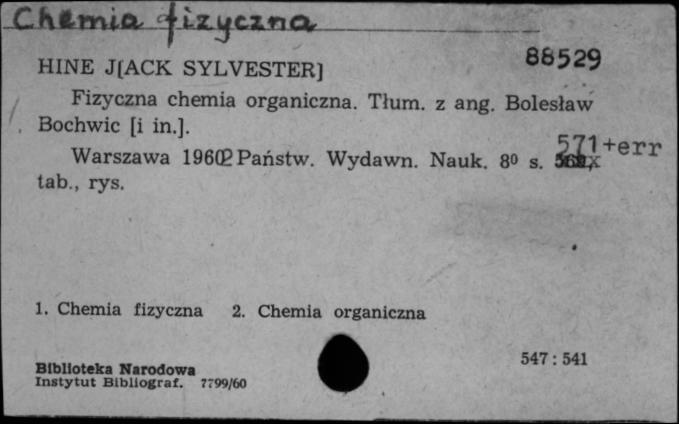 Chemia fizyczna
88529
HINE J[ACK SYLVESTER]
Fizyczna chemia organiczna. Tłum. z ang. Bolesław
Bochwic [i in.].
571+err
Warszawa 1960 Państw. Wydawn. Nauk. 8⁰ s.
tab., rys.
1. Chemia fizyczna 2. Chemia organiczna
547 : 541
Biblioteka Narodowa
Instytut Bibliograf. 7799/60